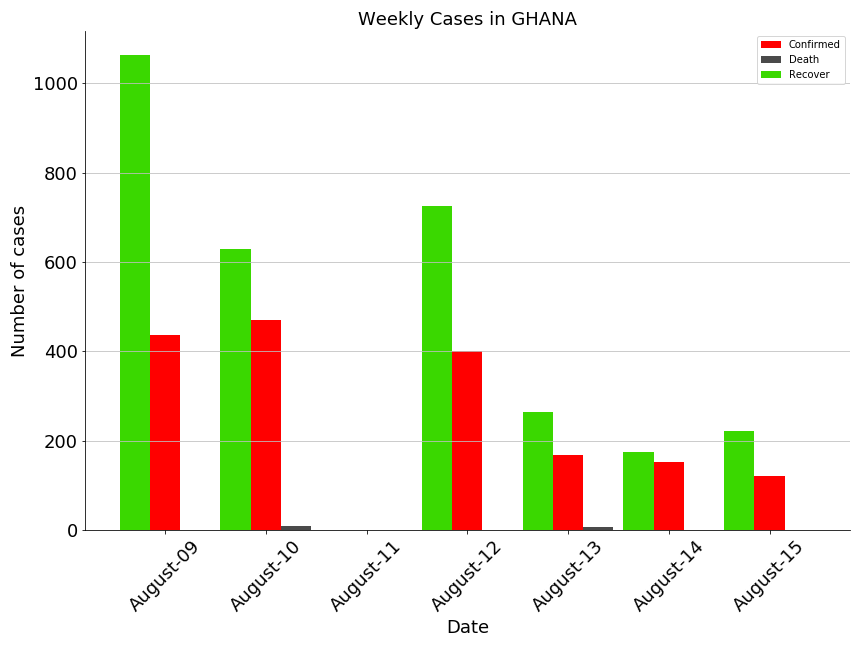 Weekly Cases in GHANA
Confirmed
Death
Recover
Number of cases
1000
800
600
400
200
0
August-09
August-10
August-11
August-12
August-13
August-14
August-15
Date